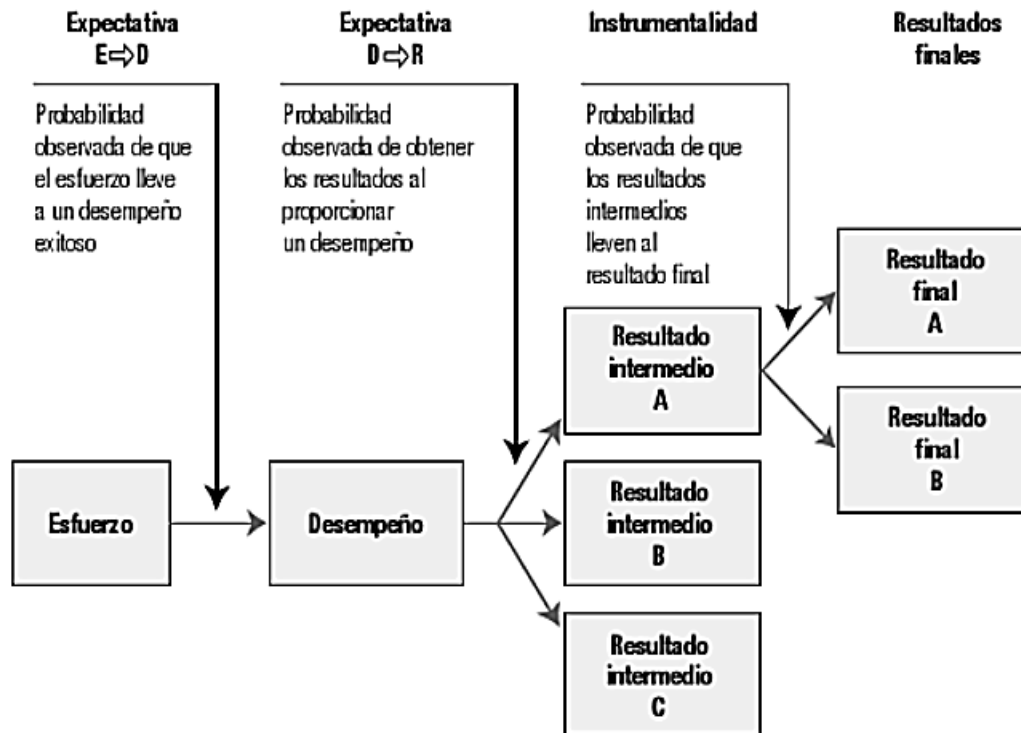 Expectativa
E⇨D
Probabilidad
observada de que
el esfuerzo lleve
a un desempeño
exitoso
Expectativa
D⇨R
Probabilidad
observada de obtener
los resultados al
proporcionar
un desempeño
Instrumentalidad
Probabilidad
observada de que
los resultados
intermedios
lleven al
resultado final
Resultados
finales
Esfuerzo
Desempeño
Resultado
intermedio
A
Resultado
intermedio
B
Resultado
intermedio
C
Resultado
final
A
Resultado
final
B